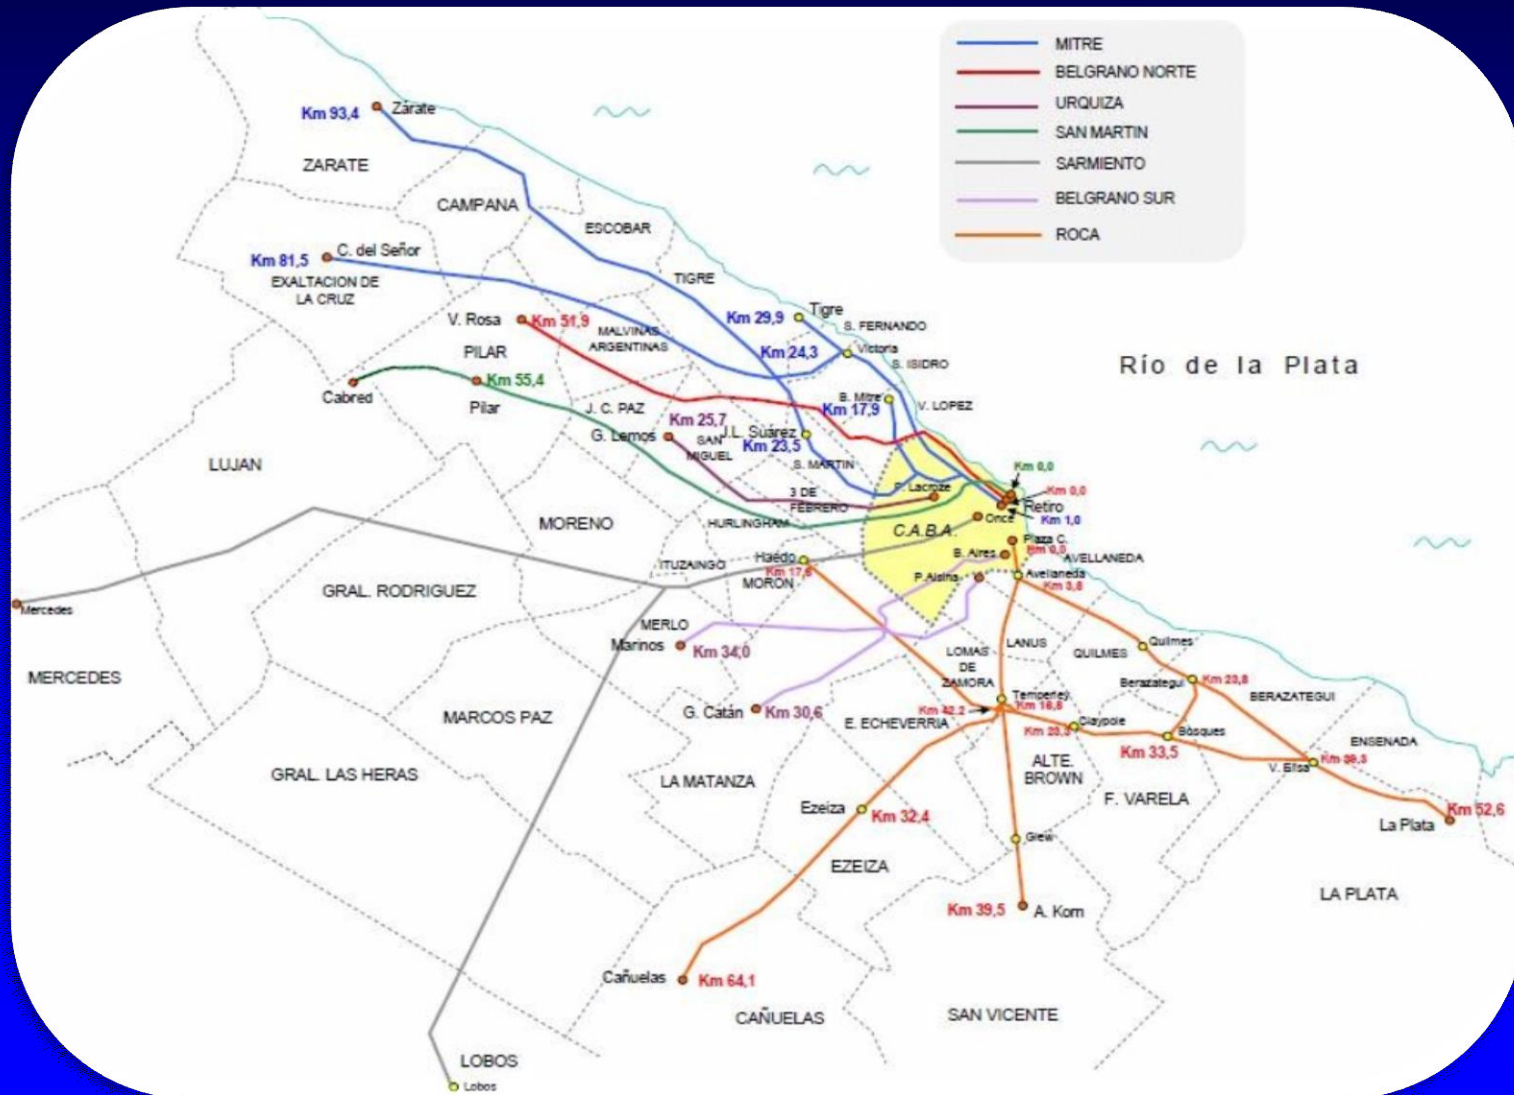 MITRE
BELGRANO NORTE
URQUIZA
SAN MARTIN
SARMIENTO
BELGRANO SUR
ROCA
Km 93,4
Zárate
ZARATE
CAMPANA
ESCOBAR
Km 81,5
C. del Señor
EXALTACION DE
LA CRUZ
TIGRE
V. Rosa
Km 51,9
MALVINAS
ARGENTINAS
Km 29,9
Tigre
S. FERNANDO
Km 24,3
Victoria
S. ISIDRO
Río de la Plata
PILAR
Km 55,4
Cabred
Pilar
J. C. PAZ
B. Mitre
Km 17,9
V. LOPEZ
Km 25,7
G. Lemos
SAN
MIGUEL
J.L. Suárez
Km 23,5
S. MARTIN
LUJAN
Km 0,0
Km 0,0
F. Lacroze
Retiro
Km 1,0
3 DE
FEBRERO
MORENO
HURLINGHAM
C.A.B.A.
Once
Plaza C.
Km 0,0
B. Aires
AVELLANEDA
Haedo
ITUZAINGO
MORON
P. Alsina
Avellaneda
Km 3,8
GRAL. RODRIGUEZ
Mercedes
MERLO
Marinos
Km 34,0
LANUS
LOMAS
DE
ZAMORA
QUILMES
Quilmes
MERCEDES
Berazategui
Km 23,8
BERAZATEGUI
Temperley
Km 42,2
MARCOS PAZ
G. Catán
Km 30,6
E. ECHEVERRIA
Claypole
Bosques
Km 33,5
ENSENADA
GRAL. LAS HERAS
LA MATANZA
ALTE.
BROWN
V. Elisa
F. VARELA
Ezeiza
Km 32,4
Km 52,6
La Plata
Glew
EZEIZA
LA PLATA
Km 39,5
A. Korn
Cañuelas
Km 64,1
CAÑUELAS
SAN VICENTE
LOBOS
Lobos